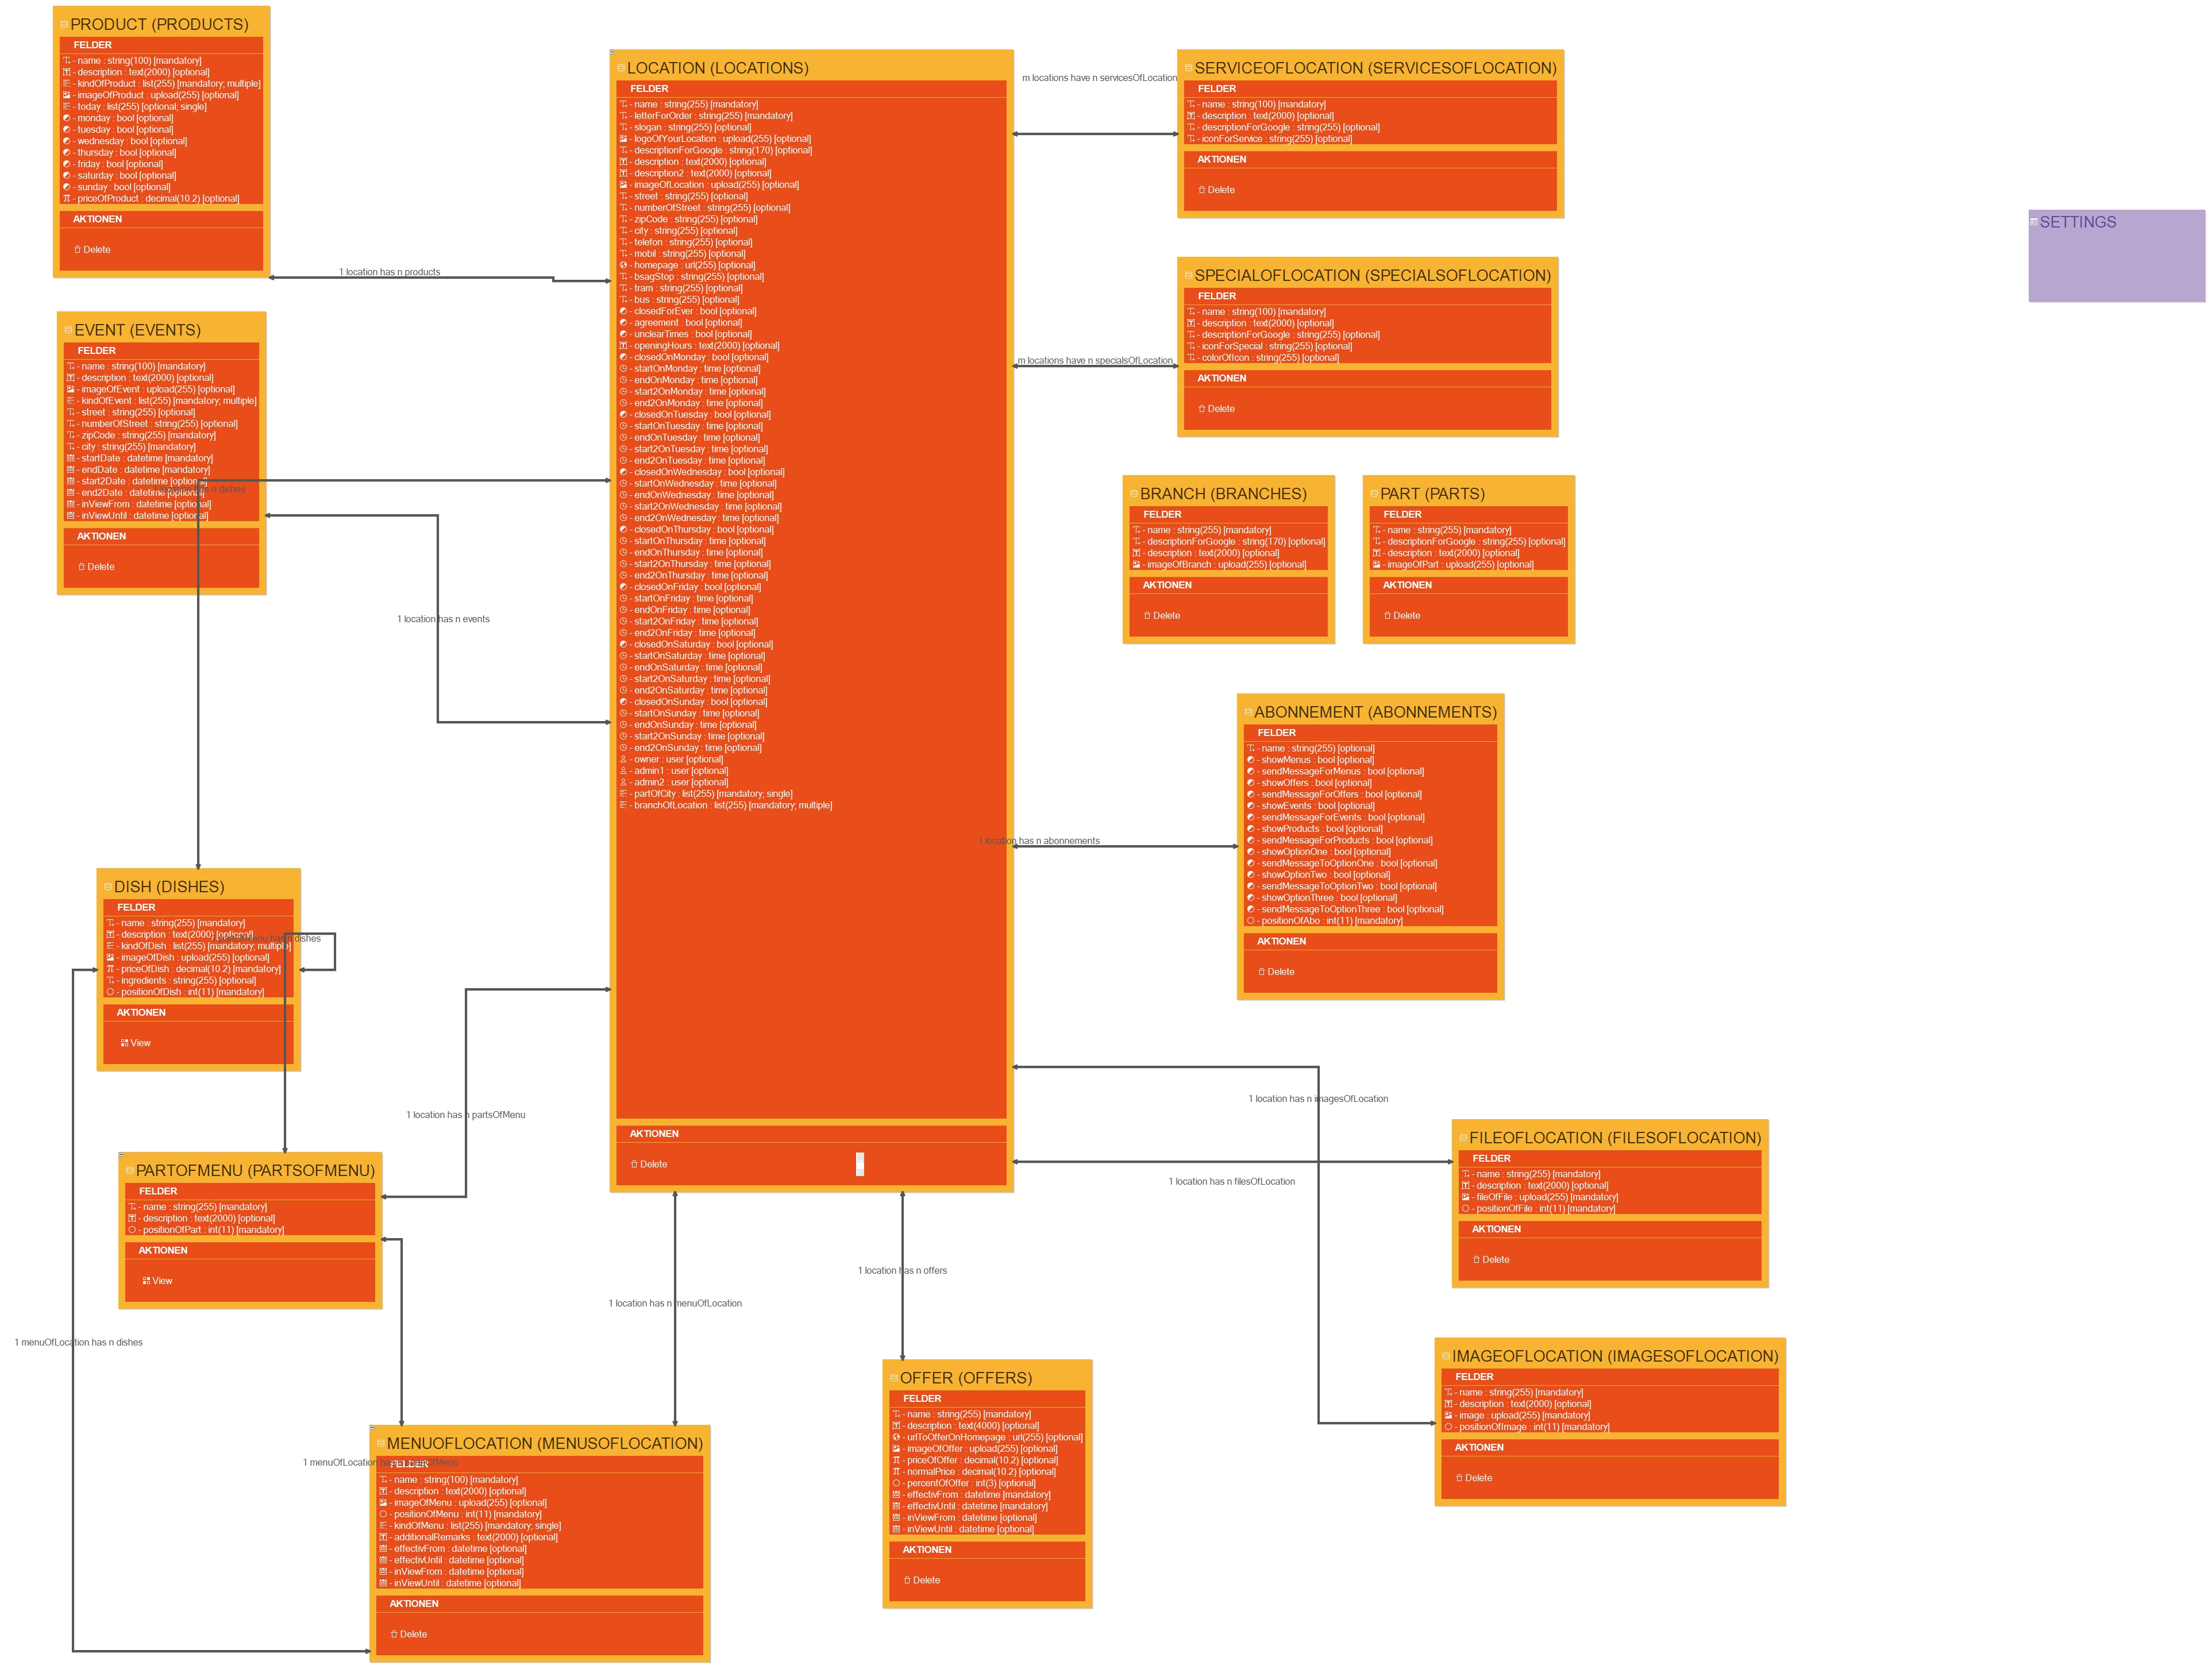 PRODUCT (PRODUCTS)
FELDER
- name : string(100) [mandatory]
- description : text(2000) [optional]
- kindOfProduct : list(255) [mandatory; multiple]
- imageOfProduct : upload(255) [optional]
- today : list(255) [optional; single]
- monday : bool [optional]
- tuesday : bool [optional]
- wednesday : bool [optional]
- thursday : bool [optional]
- friday : bool [optional]
- saturday : bool [optional]
- sunday : bool [optional]
- priceOfProduct : decimal(10.2) [optional]
AKTIONEN
Delete
1 location has n products
EVENT (EVENTS)
FELDER
- name : string(100) [mandatory]
- description : text(2000) [optional]
- imageOfEvent : upload(255) [optional]
- kindOfEvent : list(255) [mandatory; multiple]
- street : string(255) [optional]
- numberOfStreet : string(255) [optional]
- zipCode : string(255) [mandatory]
- city : string(255) [mandatory]
- startDate : datetime [mandatory]
- endDate : datetime [mandatory]
- start2Date : datetime [optional]
- end2Date : datetime [optional]
- inViewFrom : datetime [optional]
- inViewUntil : datetime [optional]
AKTIONEN
Delete
dishes
1 location has n events
LOCATION (LOCATIONS)
FELDER
- name : string(255) [mandatory]
- letterForOrder : string(255) [mandatory]
- slogan : string(255) [optional]
- logoOfYourLocation : upload(255) [optional]
- descriptionForGoogle : string(170) [optional]
- description : text(2000) [optional]
- description2 : text(2000) [optional]
- imageOfLocation : upload(255) [optional]
- street : string(255) [optional]
- numberOfStreet : string(255) [optional]
- zipCode : string(255) [optional]
- city : string(255) [optional]
- telefon : string(255) [optional]
- mobil : string(255) [optional]
- homepage : url(255) [optional]
- bsagStop : string(255) [optional]
- tram : string(255) [optional]
- bus : string(255) [optional]
- closedForEver : bool [optional]
- agreement : bool [optional]
- unclearTimes : bool [optional]
- openingHours : text(2000) [optional]
- closedOnMonday : bool [optional]
- startOnMonday : time [optional]
- endOnMonday : time [optional]
- start2OnMonday : time [optional]
- end2OnMonday : time [optional]
- closedOnTuesday : bool [optional]
- startOnTuesday : time [optional]
- endOnTuesday : time [optional]
- start2OnTuesday : time [optional]
- end2OnTuesday : time [optional]
- closedOnWednesday : bool [optional]
- startOnWednesday : time [optional]
- endOnWednesday : time [optional]
- start2OnWednesday : time [optional]
- end2OnWednesday : time [optional]
- closedOnThursday : bool [optional]
- startOnThursday : time [optional]
- endOnThursday : time [optional]
- start2OnThursday : time [optional]
- end2OnThursday : time [optional]
- closedOnFriday : bool [optional]
- startOnFriday : time [optional]
- endOnFriday : time [optional]
- start2OnFriday : time [optional]
- end2OnFriday : time [optional]
- closedOnSaturday : bool [optional]
- startOnSaturday : time [optional]
- endOnSaturday : time [optional]
- start2OnSaturday : time [optional]
- end2OnSaturday : time [optional]
- closedOnSunday : bool [optional]
- startOnSunday : time [optional]
- endOnSunday : time [optional]
- start2OnSunday : time [optional]
- end2OnSunday : time [optional]
- owner : user [optional]
- admin1 : user [optional]
- admin2 : user [optional]
- partOfCity : list(255) [mandatory; single]
- branchOfLocation : list(255) [mandatory; multiple]
AKTIONEN
Delete
m locations have n servicesOfLocation
SERVICEOFLOCATION (SERVICESOFLOCATION)
FELDER
- name : string(100) [mandatory]
- description : text(2000) [optional]
- descriptionForGoogle : string(255) [optional]
- iconForService : string(255) [optional]
AKTIONEN
Delete
SETTINGS
SPECIALOFLOCATION (SPECIALSOFLOCATION)
FELDER
- name : string(100) [mandatory]
- description : text(2000) [optional]
- descriptionForGoogle : string(255) [optional]
- iconForSpecial : string(255) [optional]
- colorOfIcon : string(255) [optional]
AKTIONEN
Delete
m locations have n specialsOfLocation
BRANCH (BRANCHES)
FELDER
- name : string(255) [mandatory]
- descriptionForGoogle : string(170) [optional]
- description : text(2000) [optional]
- imageOfBranch : upload(255) [optional]
AKTIONEN
Delete
PART (PARTS)
FELDER
- name : string(255) [mandatory]
- descriptionForGoogle : string(255) [optional]
- description : text(2000) [optional]
- imageOfPart : upload(255) [optional]
AKTIONEN
Delete
ABONNEMENT (ABONNEMENTS)
FELDER
- name : string(255) [optional]
- showMenus : bool [optional]
- sendMessageForMenus : bool [optional]
- showOffers : bool [optional]
- sendMessageForOffers : bool [optional]
- showEvents : bool [optional]
- sendMessageForEvents : bool [optional]
- showProducts : bool [optional]
- sendMessageForProducts : bool [optional]
- showOptionOne : bool [optional]
- sendMessageToOptionOne : bool [optional]
- showOptionTwo : bool [optional]
- sendMessageToOptionTwo : bool [optional]
- showOptionThree : bool [optional]
- sendMessageToOptionThree : bool [optional]
- positionOfAbo : int(11) [mandatory]
AKTIONEN
Delete
1 location has n abonnements
DISH (DISHES)
FELDER
- name : string(255) [mandatory]
- description : text(2000) [optional]
- kindOfDish : list(255) [mandatory; multiple]
- imageOfDish : upload(255) [optional]
- priceOfDish : decimal(10.2) [mandatory]
- ingredients : string(255) [optional]
- positionOfDish : int(11) [mandatory]
AKTIONEN
View
dishes
1 location has n partsOfMenu
PARTOFMENU (PARTSOFMENU)
FELDER
- name : string(255) [mandatory]
- description : text(2000) [optional]
- positionOfPart : int(11) [mandatory]
AKTIONEN
View
1 menuOfLocation has n dishes
1 location has n menuOfLocation
1 location has n offers
1 location has n imagesOfLocation
1 location has n filesOfLocation
FILEOFLOCATION (FILESOFLOCATION)
FELDER
- name : string(255) [mandatory]
- description : text(2000) [optional]
- fileOfFile : upload(255) [mandatory]
- positionOfFile : int(11) [mandatory]
AKTIONEN
Delete
IMAGEOFLOCATION (IMAGESOFLOCATION)
FELDER
- name : string(255) [mandatory]
- description : text(2000) [optional]
- image : upload(255) [mandatory]
- positionOfImage : int(11) [mandatory]
AKTIONEN
Delete
MENUOFLOCATION (MENUSOFLOCATION)
FELDER
1 menuOfLocation
- name : string(100) [mandatory]
- description : text(2000) [optional]
- imageOfMenu : upload(255) [optional]
- positionOfMenu : int(11) [mandatory]
- kindOfMenu : list(255) [mandatory; single]
- additionalRemarks : text(2000) [optional]
- effectivFrom : datetime [optional]
- effectivUntil : datetime [optional]
- inViewFrom : datetime [optional]
- inViewUntil : datetime [optional]
AKTIONEN
Delete
OFFER (OFFERS)
FELDER
- name : string(255) [mandatory]
- description : text(4000) [optional]
- urlToOfferOnHomepage : url(255) [optional]
- imageOfOffer : upload(255) [optional]
- priceOfOffer : decimal(10.2) [optional]
- normalPrice : decimal(10.2) [optional]
- percentOfOffer : int(3) [optional]
- effectivFrom : datetime [mandatory]
- effectivUntil : datetime [mandatory]
- inViewFrom : datetime [optional]
- inViewUntil : datetime [optional]
AKTIONEN
Delete